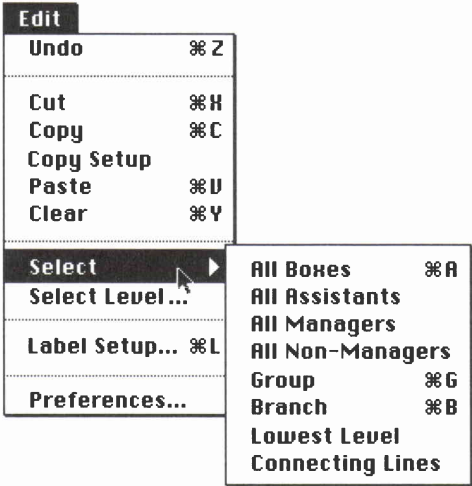 Edit
Undo ⌘Z
Cut ⌘X
Copy ⌘C
Copy Setup
Paste ⌘V
Clear ⌘Y
Select
Select Level...
Label Setup... ⌘L
Preferences...
All Boxes ⌘A
All Assistants
All Managers
All Non-Managers
Group ⌘G
Branch ⌘B
Lowest Level
Connecting Lines